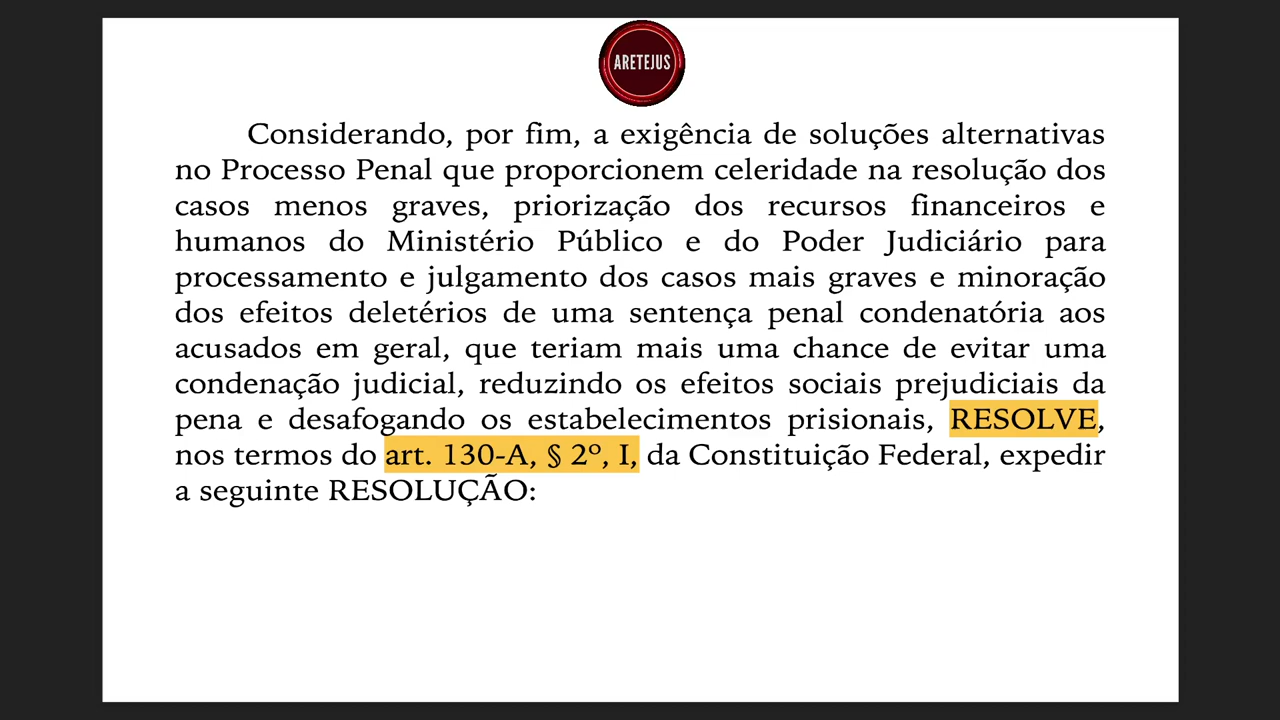 ARETEJUS
Considerando, por fim, a exigência de soluções alternativas
no Processo Penal que proporcionem celeridade na resolução dos
casos menos graves, priorização dos recursos financeiros e
humanos do Ministério Público e do Poder Judiciário para
processamento e julgamento dos casos mais graves e minoração
dos efeitos deletérios de uma sentença penal condenatória aos
acusados em geral, que teriam mais uma chance de evitar uma
condenação judicial, reduzindo os efeitos sociais prejudiciais da
pena e desafogando os estabelecimentos prisionais, RESOLVE,
nos termos do art. 130-A, § 2º, I, da Constituição Federal, expedir
a seguinte RESOLUÇÃO: